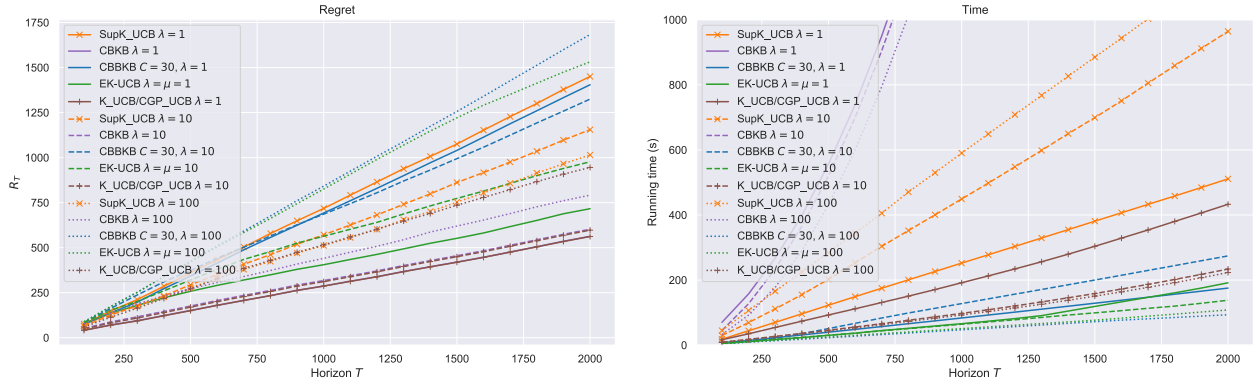 Regret
1750
1500
1250
1000
750
500
250
0
R_T
250 500 750 1000 1250 1500 1750 2000
Horizon T
SupK_UCB λ = 1
CBKB λ = 1
CBBKB C = 30, λ = 1
EK-UCB λ = μ = 1
K_UCB/CGP_UCB λ = 1
SupK_UCB λ = 10
CBKB λ = 10
CBBKB C = 30, λ = 10
EK-UCB λ = μ = 10
K_UCB/CGP_UCB λ = 10
SupK_UCB λ = 100
CBKB λ = 100
CBBKB C = 30, λ = 100
EK-UCB λ = μ = 100
K_UCB/CGP_UCB λ = 100
Time
1000
800
600
400
200
0
Running time (s)
250 500 750 1000 1250 1500 1750 2000
Horizon T
SupK_UCB λ = 1
CBKB λ = 1
CBBKB C = 30, λ = 1
EK-UCB λ = μ = 1
K_UCB/CGP_UCB λ = 1
SupK_UCB λ = 10
CBKB λ = 10
CBBKB C = 30, λ = 10
EK-UCB λ = μ = 10
K_UCB/CGP_UCB λ = 10
SupK_UCB λ = 100
CBKB λ = 100
CBBKB C = 30, λ = 100
EK-UCB λ = μ = 100
K_UCB/CGP_UCB λ = 100